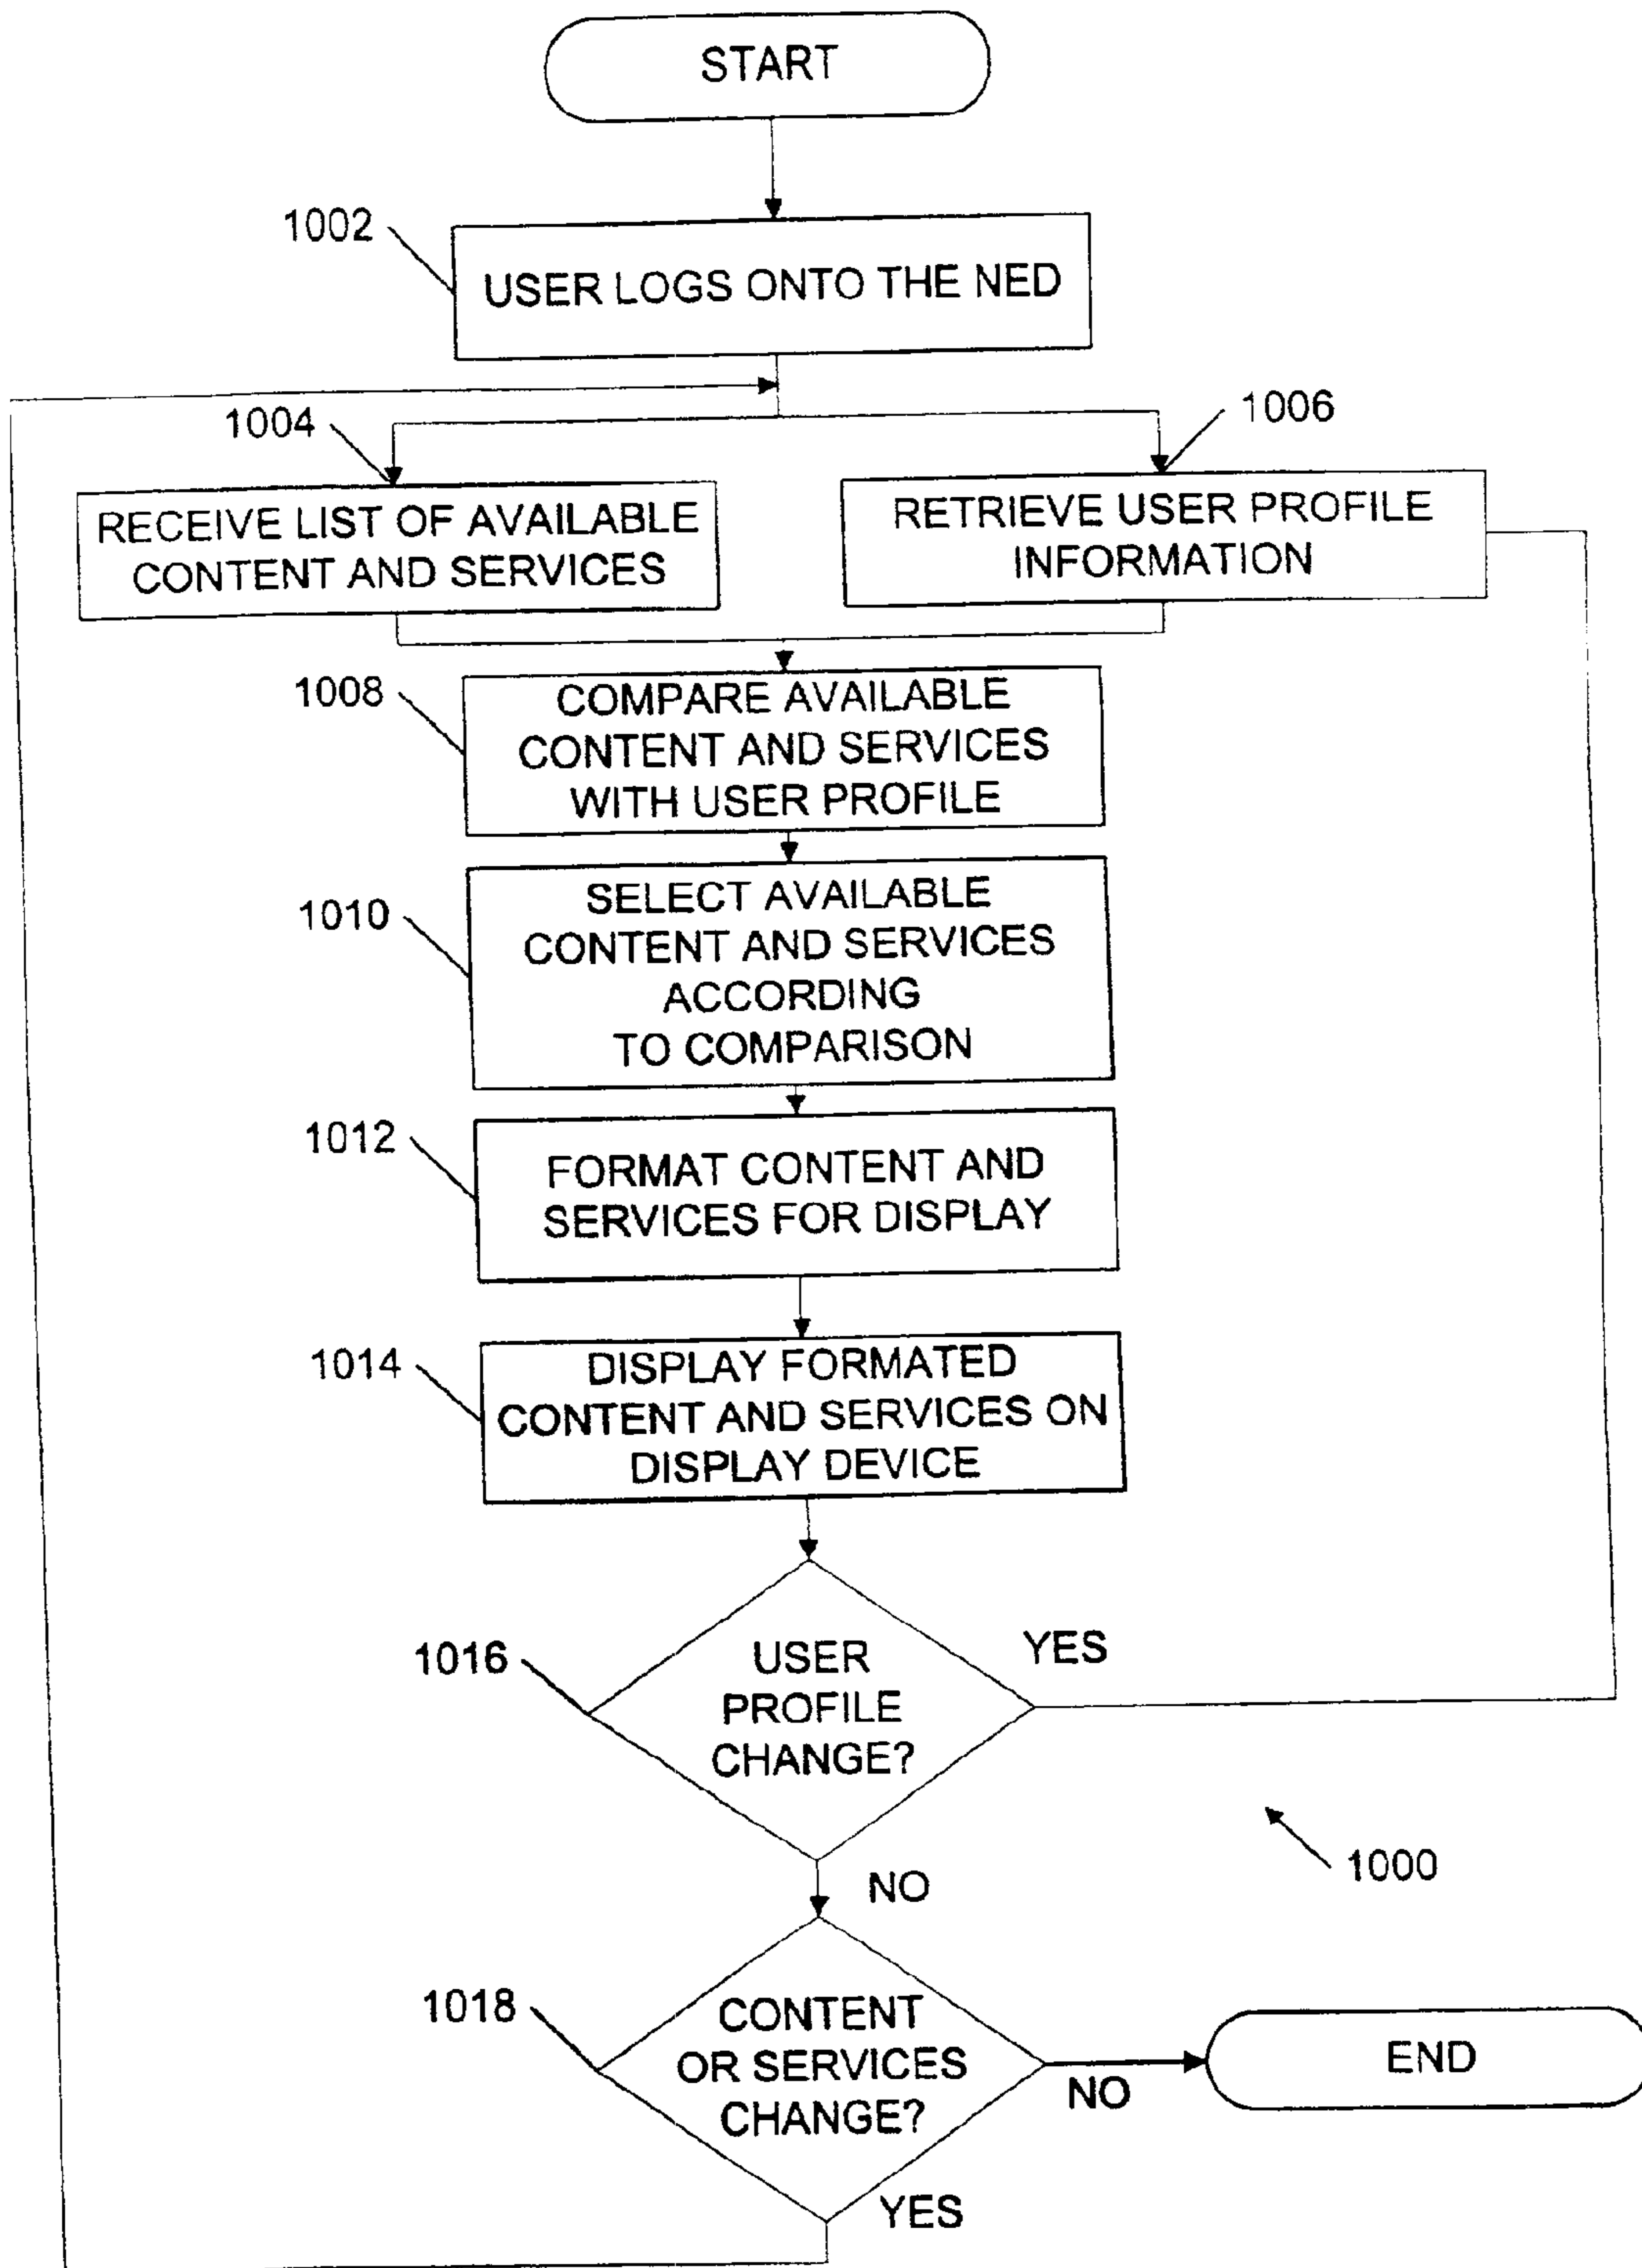 START
1002
USER LOGS ONTO THE NED
1004
1006
RECEIVE LIST OF AVAILABLE
CONTENT AND SERVICES
RETRIEVE USER PROFILE
INFORMATION
1008
COMPARE AVAILABLE
CONTENT AND SERVICES
WITH USER PROFILE
1010
SELECT AVAILABLE
CONTENT AND SERVICES
ACCORDING
TO COMPARISON
1012
FORMAT CONTENT AND
SERVICES FOR DISPLAY
1014
DISPLAY FORMATED
CONTENT AND SERVICES ON
DISPLAY DEVICE
1016
USER
PROFILE
CHANGE?
YES
1000
NO
1018
CONTENT
OR SERVICES
CHANGE?
NO
END
YES